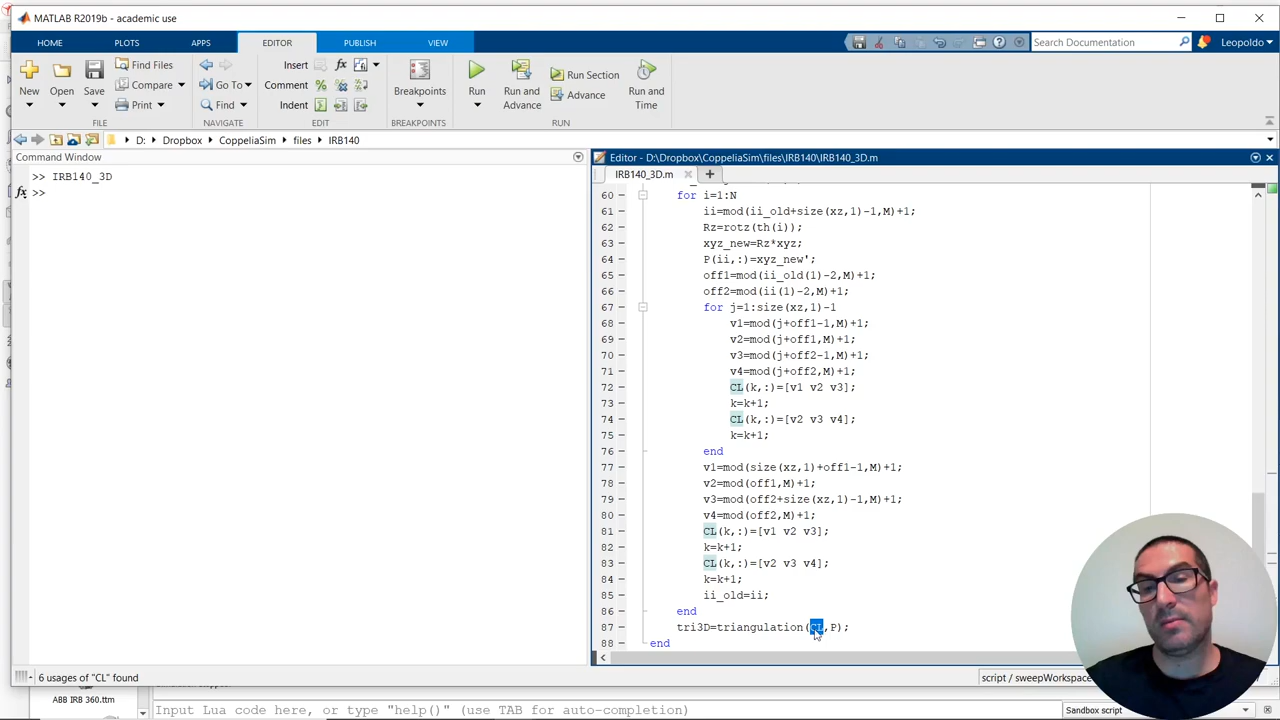 MATLAB R2019b - academic use
HOME PLOTS APPS EDITOR PUBLISH VIEW
Search Documentation
Leopoldo
New Open Save
Find Files
Compare
Print
Go To
Find
Insert
Comment
Indent
Breakpoints
Run Run and Advance
Run Section
Advance
Run and Time
FILE NAVIGATE EDIT BREAKPOINTS RUN
D: Dropbox CoppeliaSim files IRB140
Command Window
>> IRB140_3D
fx >>
Editor - D:\Dropbox\CoppeliaSim\files\IRB140\IRB140_3D.m
IRB140_3D.m
60 - for i=1:N
61 - ii=mod(ii_old+size(xz,1)-1,M)+1;
62 - Rz=rotz(th(i));
63 - xyz_new=Rz*xyz;
64 - P(ii,:)=xyz_new';
65 - off1=mod(ii_old(1)-2,M)+1;
66 - off2=mod(ii(1)-2,M)+1;
67 - for j=1:size(xz,1)-1
68 - v1=mod(j+off1-1,M)+1;
69 - v2=mod(j+off1,M)+1;
70 - v3=mod(j+off2-1,M)+1;
71 - v4=mod(j+off2,M)+1;
72 - CL(k,:)=[v1 v2 v3];
73 - k=k+1;
74 - CL(k,:)=[v2 v3 v4];
75 - k=k+1;
76 - end
77 - v1=mod(size(xz,1)+off1-1,M)+1;
78 - v2=mod(off1,M)+1;
79 - v3=mod(off2+size(xz,1)-1,M)+1;
80 - v4=mod(off2,M)+1;
81 - CL(k,:)=[v1 v2 v3];
82 - k=k+1;
83 - CL(k,:)=[v2 v3 v4];
84 - k=k+1;
85 - ii_old=ii;
86 - end
87 - tri3D=triangulation(CL,P);
88 - end
6 usages of "CL" found
script / sweepWorkspace
ABB IRB 360.ttm
Input Lua code here, or type "help()" (use TAB for auto-completion)
Sandbox script